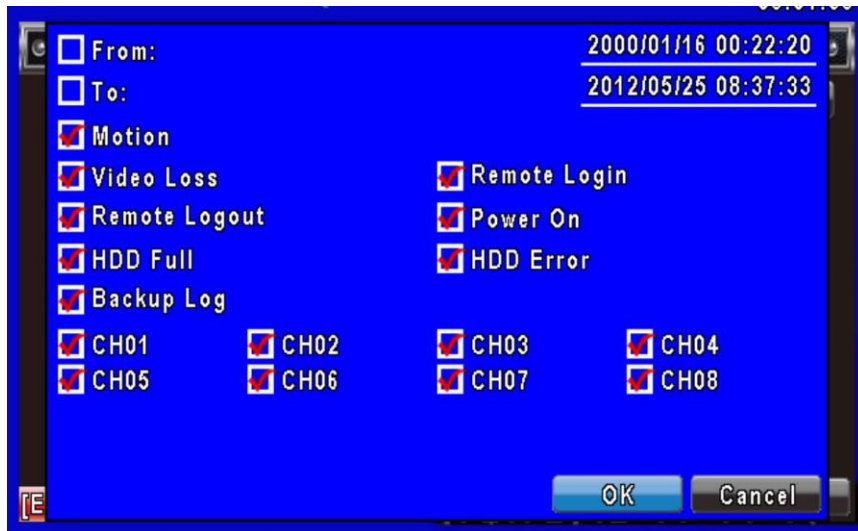 From: 2000/01/16 00:22:20
To: 2012/05/25 08:37:33
Motion
Video Loss Remote Login
Remote Logout Power On
HDD Full HDD Error
Backup Log
CH01 CH02 CH03 CH04
CH05 CH06 CH07 CH08
OK Cancel
[E